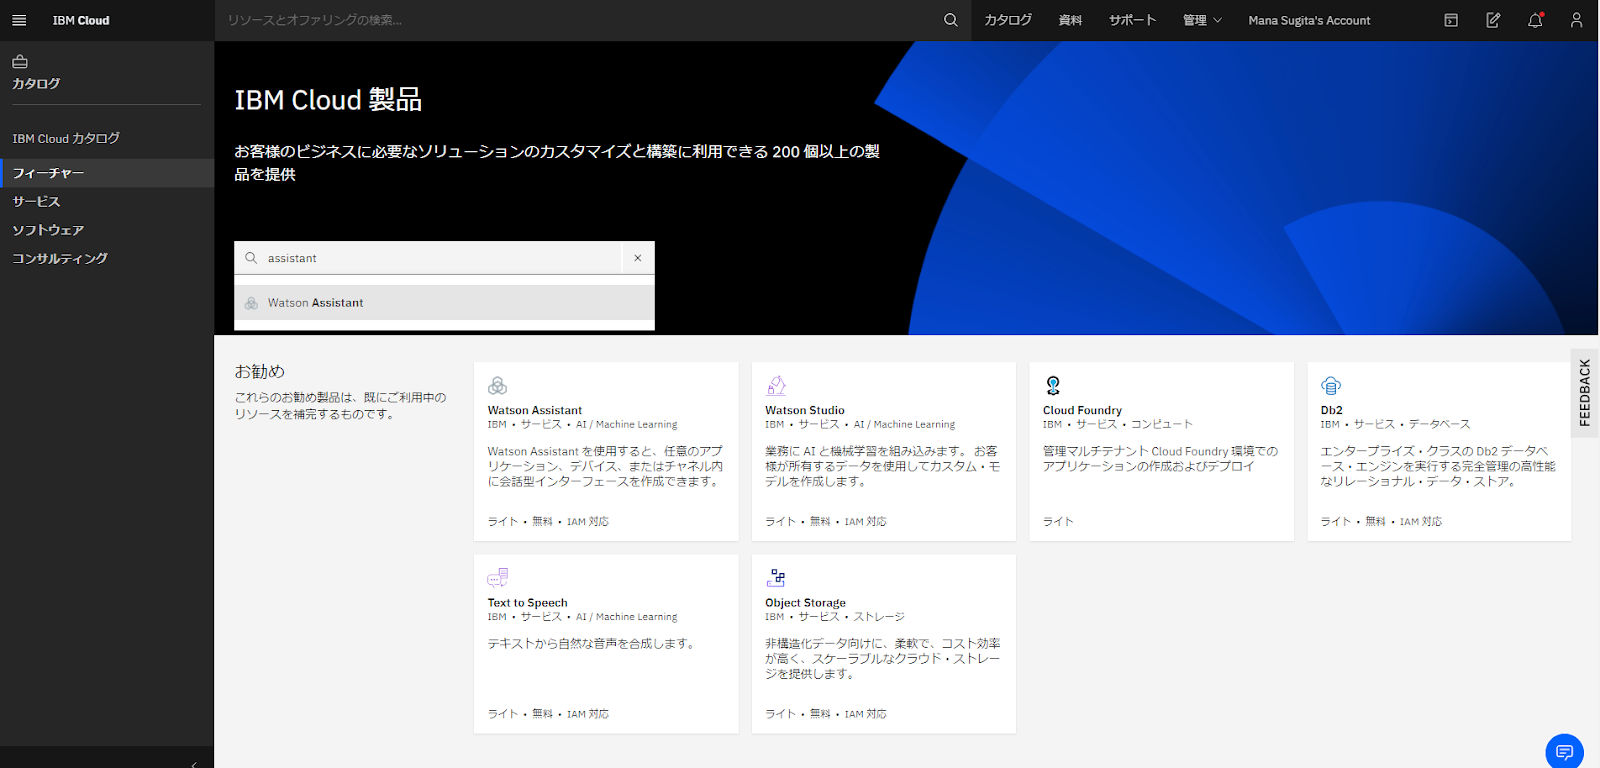 IBM Cloud
リソースとオファリングの検索...
カタログ 資料 サポート 管理 Mana Sugita's Account
カタログ
IBM Cloud カタログ
フィーチャー
サービス
ソフトウェア
コンサルティング
IBM Cloud 製品
お客様のビジネスに必要なソリューションのカスタマイズと構築に利用できる 200 個以上の製
品を提供
assistant
Watson Assistant
お勧め
これらのお勧め製品は、既にご利用中の
リソースを補完するものです。
Watson Assistant
IBM • サービス • AI / Machine Learning
Watson Assistant を使用すると、任意のアプ
リケーション、デバイス、またはチャネル内
に会話型インターフェースを作成できます。
ライト • 無料 • IAM 対応
Watson Studio
IBM • サービス • AI / Machine Learning
業務に AI と機械学習を組み込みます。 お客
様が所有するデータを使用してカスタム・モ
デルを作成します。
ライト • 無料 • IAM 対応
Cloud Foundry
IBM • サービス • コンピュート
管理マルチテナント Cloud Foundry 環境での
アプリケーションの作成およびデプロイ
ライト
Db2
IBM • サービス • データベース
エンタープライズ・クラスの Db2 データベ
ース・エンジンを実行する完全管理の高性能
なリレーショナル・データ・ストア。
ライト • 無料 • IAM 対応
Text to Speech
IBM • サービス • AI / Machine Learning
テキストから自然な音声を合成します。
ライト • 無料 • IAM 対応
Object Storage
IBM • サービス • ストレージ
非構造化データ向けに、柔軟で、コスト効率
が高く、スケーラブルなクラウド・ストレー
ジを提供します。
ライト • 無料 • IAM 対応
FEEDBACK